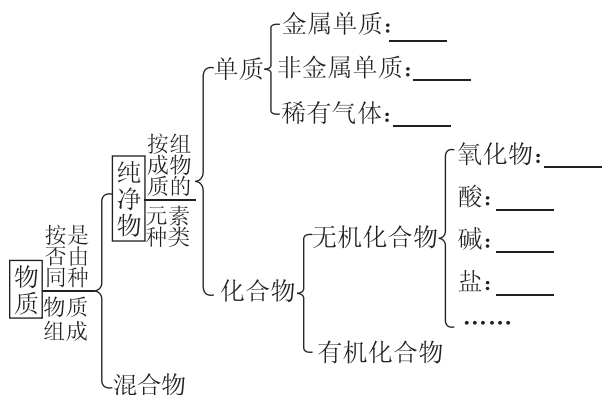 金属单质:
单质
非金属单质:
稀有气体:
按组
成物
质的
元素
种类
纯净物
氧化物:
酸:
无机化合物
碱:
盐:
……
化合物
有机化合物
按是
否由
同种
物质
组成
物质
混合物